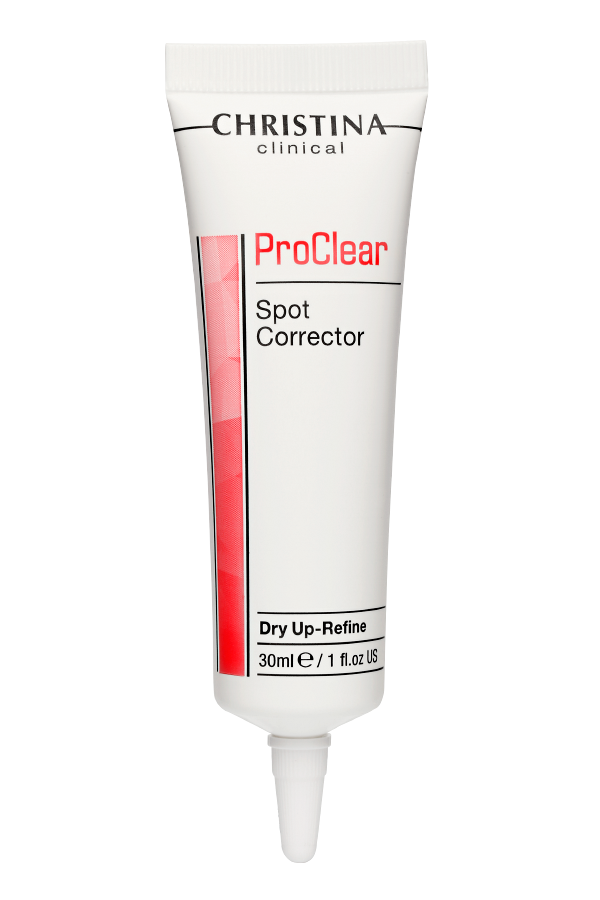 CHRISTINA
clinical
ProClear
Spot
Corrector
Dry Up-Refine
30ml ℮ / 1 fl.oz US